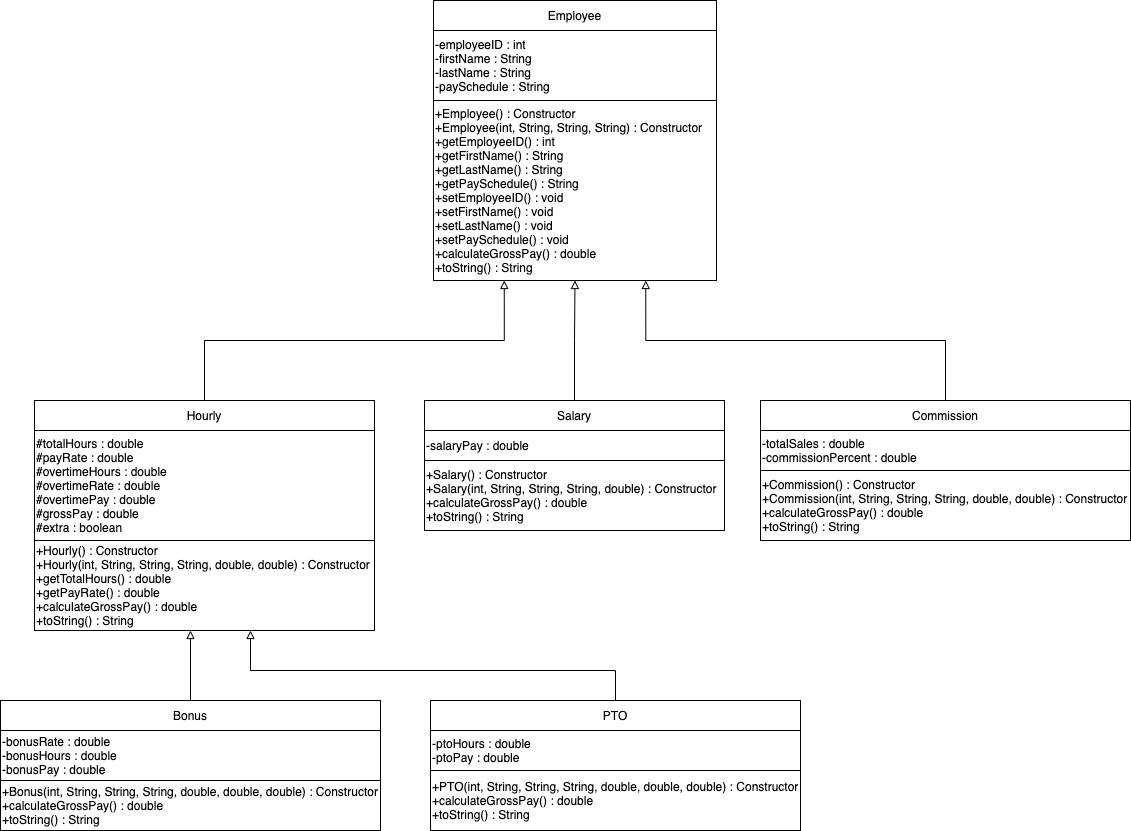 Employee
-employeeID : int
-firstName : String
-lastName : String
-paySchedule : String
+Employee() : Constructor
+Employee(int, String, String, String) : Constructor
+getEmployeeID() : int
+getFirstName() : String
+getLastName() : String
+getPaySchedule() : String
+setEmployeeID() : void
+setFirstName() : void
+setLastName() : void
+setPaySchedule() : void
+calculateGrossPay() : double
+toString() : String
Hourly
#totalHours : double
#payRate : double
#overtimeHours : double
#overtimeRate : double
#overtimePay : double
#grossPay : double
#extra : boolean
+Hourly() : Constructor
+Hourly(int, String, String, String, double, double) : Constructor
+getTotalHours() : double
+getPayRate() : double
+calculateGrossPay() : double
+toString() : String
Salary
-salaryPay : double
+Salary() : Constructor
+Salary(int, String, String, String, double) : Constructor
+calculateGrossPay() : double
+toString() : String
Commission
-totalSales : double
-commissionPercent : double
+Commission() : Constructor
+Commission(int, String, String, String, double, double) : Constructor
+calculateGrossPay() : double
+toString() : String
Bonus
-bonusRate : double
-bonusHours : double
-bonusPay : double
+Bonus(int, String, String, String, double, double, double) : Constructor
+calculateGrossPay() : double
+toString() : String
PTO
-ptoHours : double
-ptoPay : double
+PTO(int, String, String, String, double, double, double) : Constructor
+calculateGrossPay() : double
+toString() : String